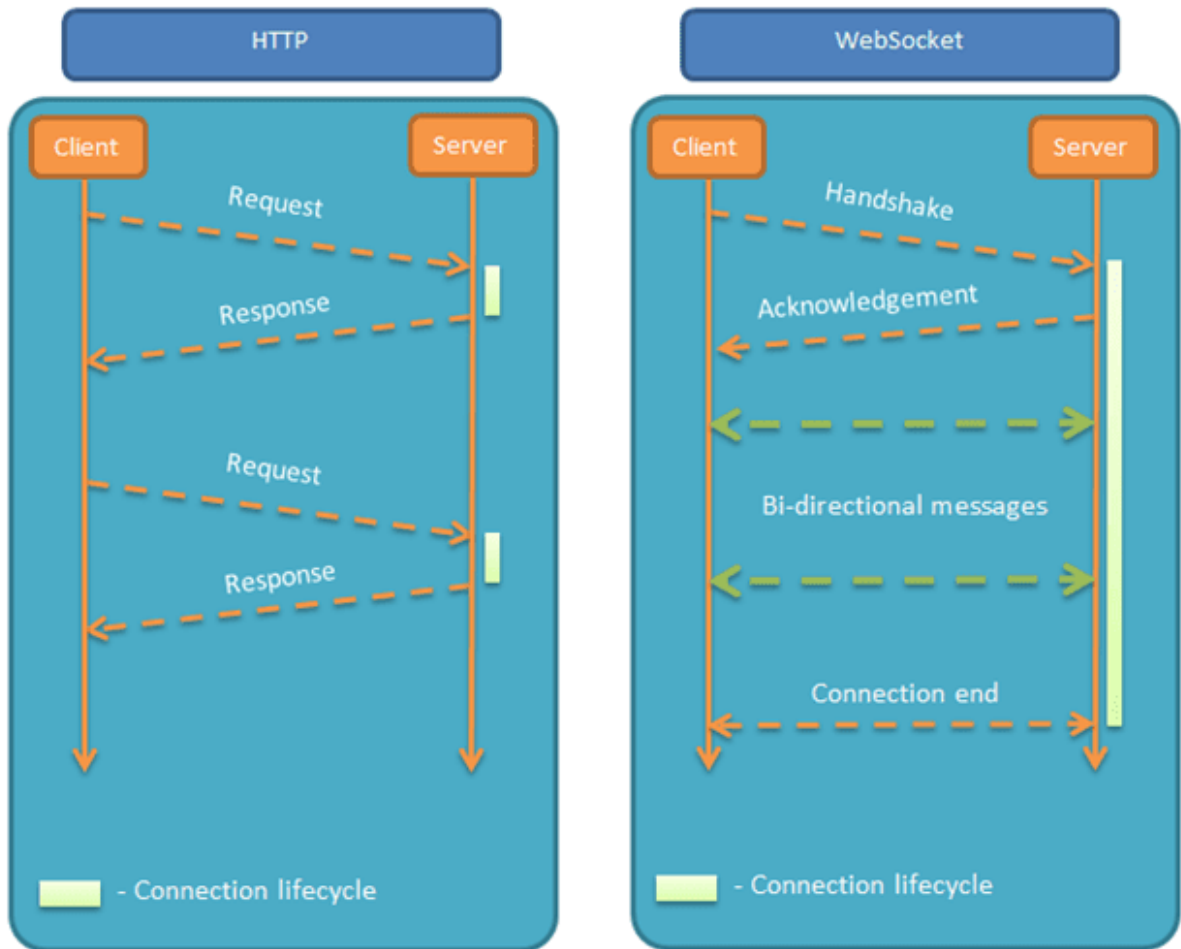 HTTP
Client
Server
Request
Response
Request
Response
- Connection lifecycle
WebSocket
Client
Server
Handshake
Acknowledgement
Bi-directional messages
Connection end
- Connection lifecycle